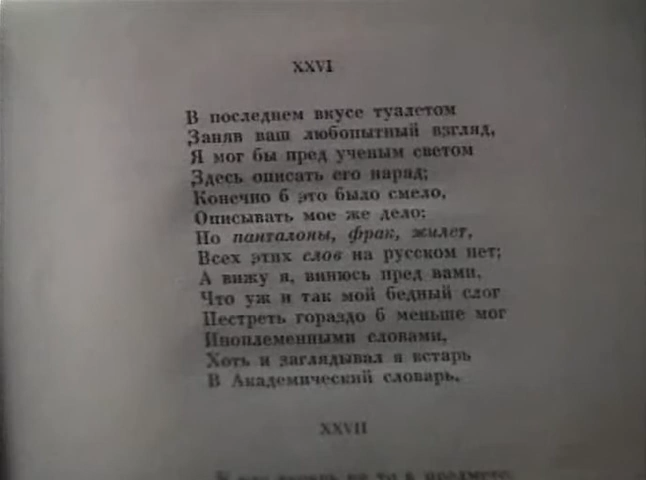 XXVI
В последнем вкусе туалетом
Заняв ваш любопытный взгляд,
Я мог бы пред ученым светом
Здесь описать его наряд;
Конечно б это было смело,
Описывать мое же дело:
Но панталоны, фрак, жилет,
Всех этих слов на русском нет;
А вижу я, винюсь пред вами,
Что уж и так мой бедный слог
Пестреть гораздо б меньше мог
Иноплеменными словами,
Хоть и заглядывал я встарь
В Академический словарь.
XXVII